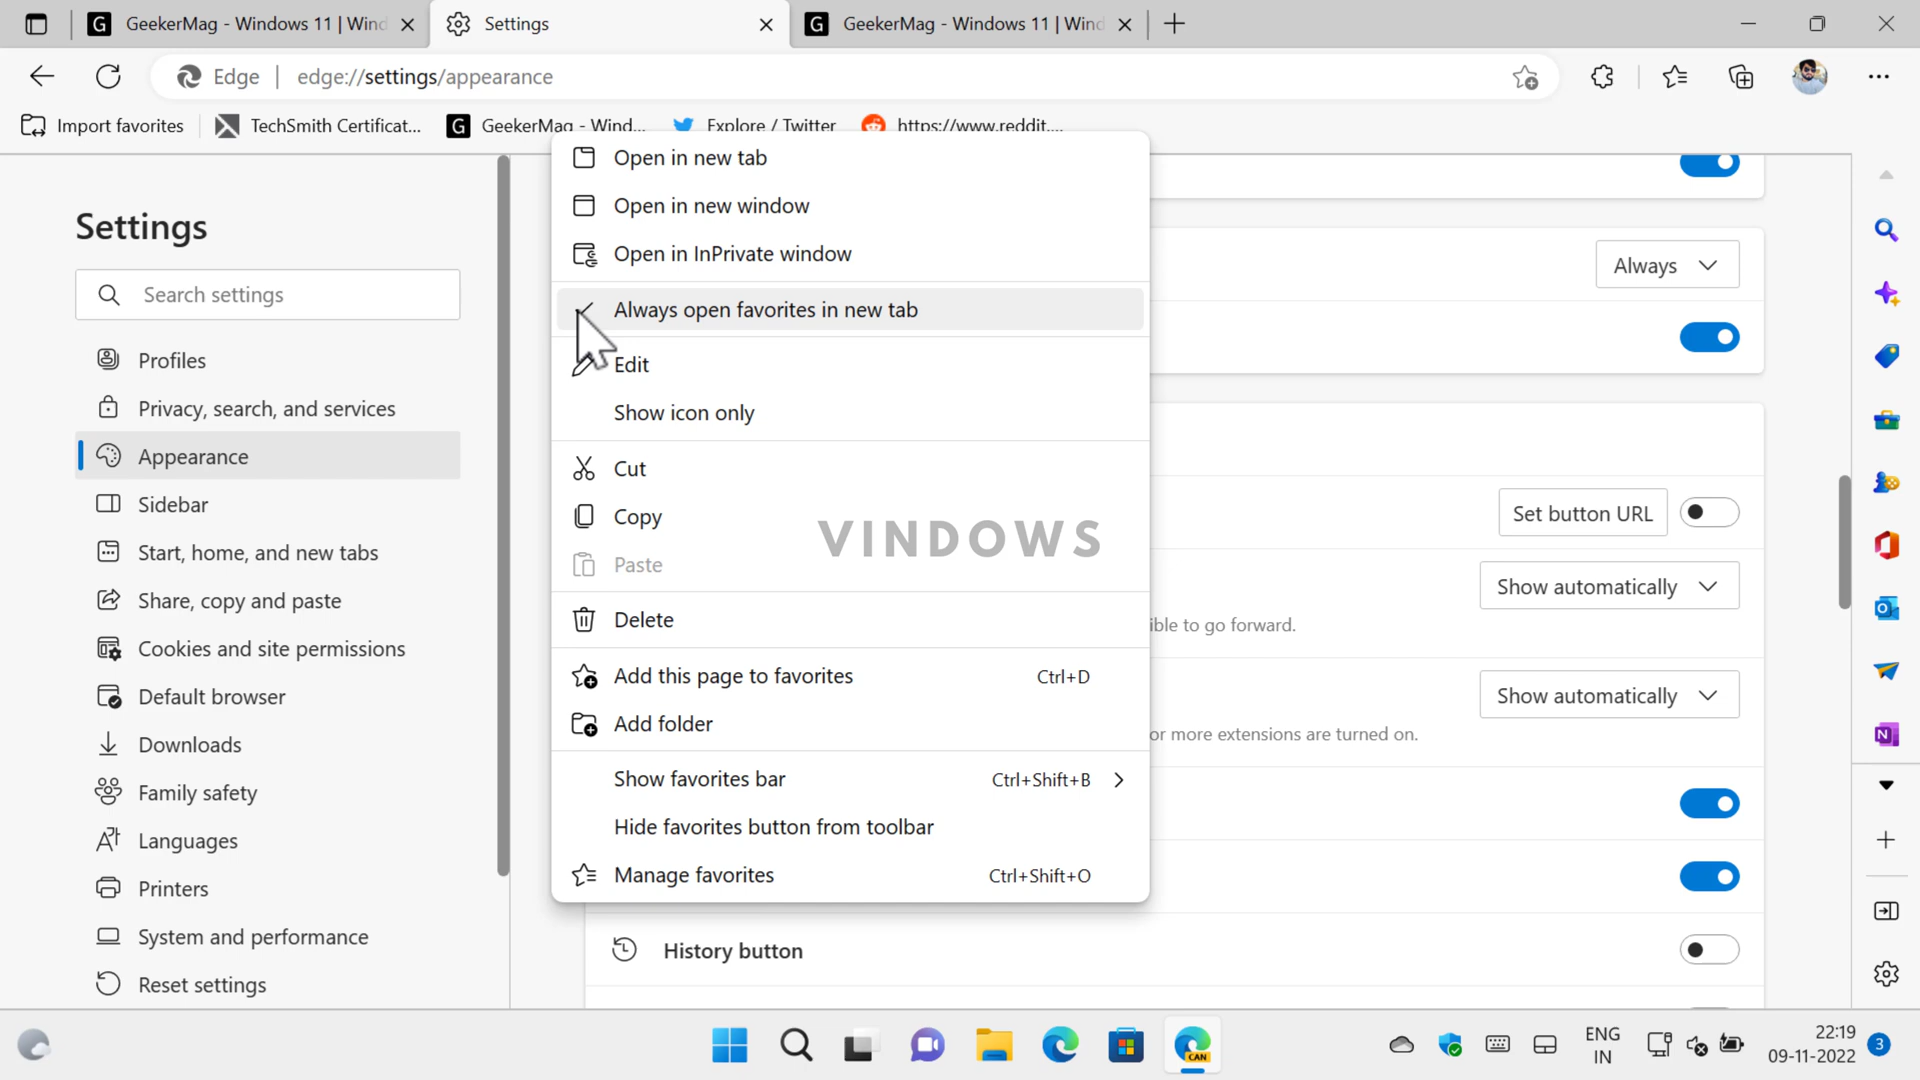 GeekerMag - Windows 11 | Wind
Settings
GeekerMag - Windows 11 | Wind
Edge
edge://settings/appearance
Import favorites
TechSmith Certificat...
GeekerMag - Wind...
Explore / Twitter
https://www.reddit....
Settings
Search settings
Profiles
Privacy, search, and services
Appearance
Sidebar
Start, home, and new tabs
Share, copy and paste
Cookies and site permissions
Default browser
Downloads
Family safety
Languages
Printers
System and performance
Reset settings
Open in new tab
Open in new window
Open in InPrivate window
Always open favorites in new tab
Edit
Show icon only
Cut
Copy
Paste
VINDOWS
Delete
Add this page to favorites Ctrl+D
Add folder
Show favorites bar Ctrl+Shift+B
Hide favorites button from toolbar
Manage favorites Ctrl+Shift+O
Always
Set button URL
Show automatically
ible to go forward.
Show automatically
or more extensions are turned on.
History button
CAN
ENG
IN
22:19
09-11-2022
3